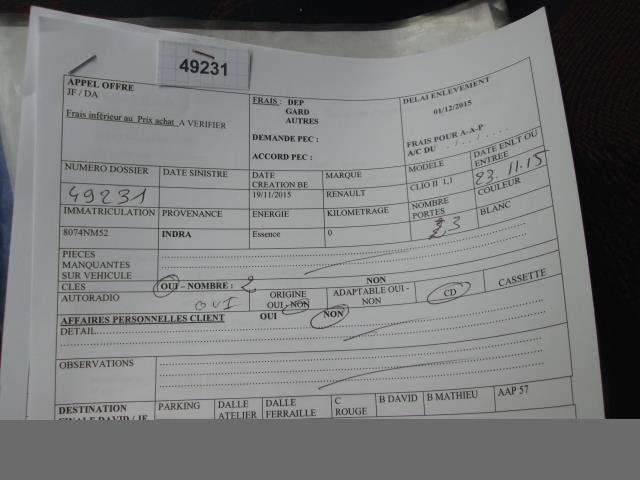 49231
APPEL OFFRE
JF / DA
Frais inférieur au Prix achat A VERIFIER
FRAIS : DEP
GARD
AUTRES
DEMANDE PEC :
ACCORD PEC :
DELAI ENLEVEMENT
01/12/2015
FRAIS POUR A-A-P
A/C DU . . / . . / . . . .
NUMERO DOSSIER DATE SINISTRE DATE CREATION BE MARQUE MODELE DATE ENLT OU ENTREE
49231 19/11/2015 RENAULT CLIO II 1,1 23.11.15
IMMATRICULATION PROVENANCE ENERGIE KILOMETRAGE NOMBRE PORTES COULEUR
8074NM52 INDRA Essence 0 3 BLANC
PIECES
MANQUANTES
SUR VEHICULE
CLES OUI – NOMBRE : 2 NON
AUTORADIO OUI ORIGINE OUI - NON ADAPTABLE OUI - NON CD CASSETTE
AFFAIRES PERSONNELLES CLIENT OUI NON
DETAIL
OBSERVATIONS
DESTINATION PARKING DALLE ATELIER DALLE FERRAILLE C ROUGE B DAVID B MATHIEU AAP 57